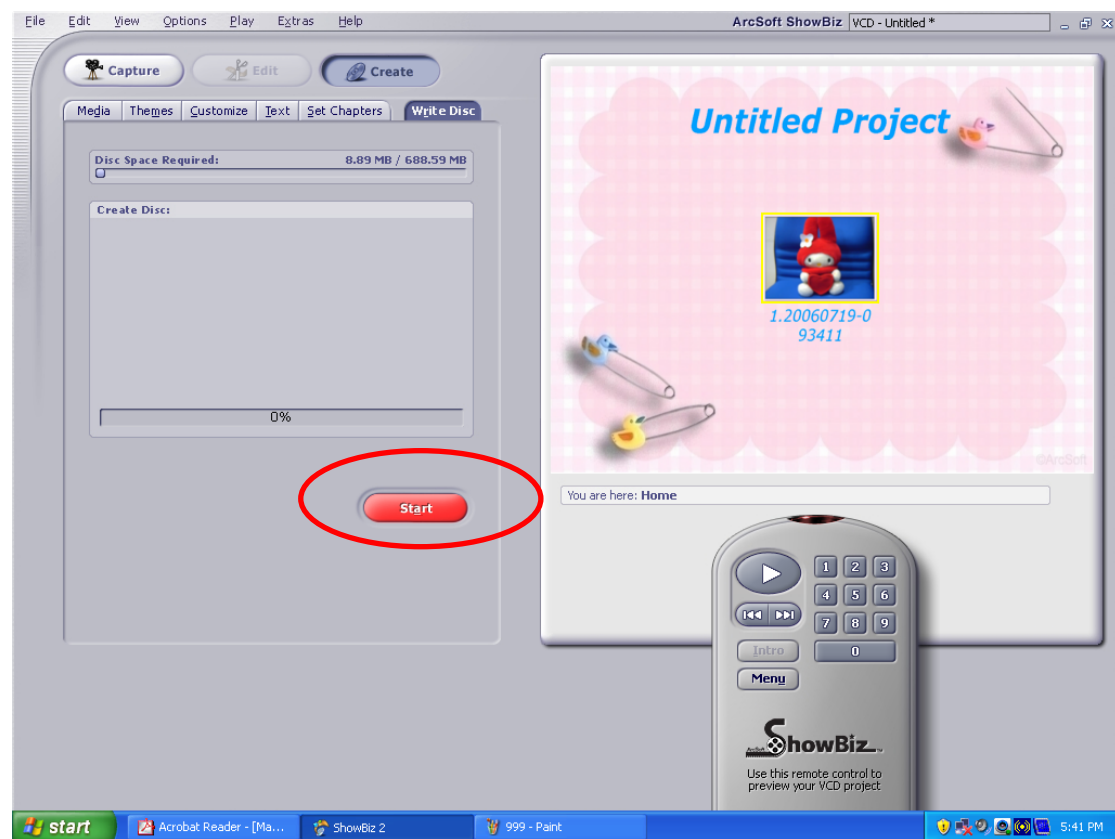 File Edit View Options Play Extras Help ArcSoft ShowBiz VCD - Untitled *
Capture Edit Create
Media Themes Customize Text Set Chapters Write Disc
Disc Space Required: 8.89 MB / 688.59 MB
Create Disc:
0%
Start
Untitled Project
1.20060719-0
93411
©ArcSoft
You are here: Home
1 2 3
4 5 6
7 8 9
Intro 0
Menu
ArcSoft ShowBiz
Use this remote control to
preview your VCD project
start Acrobat Reader - [Ma... ShowBiz 2 999 - Paint 5:41 PM